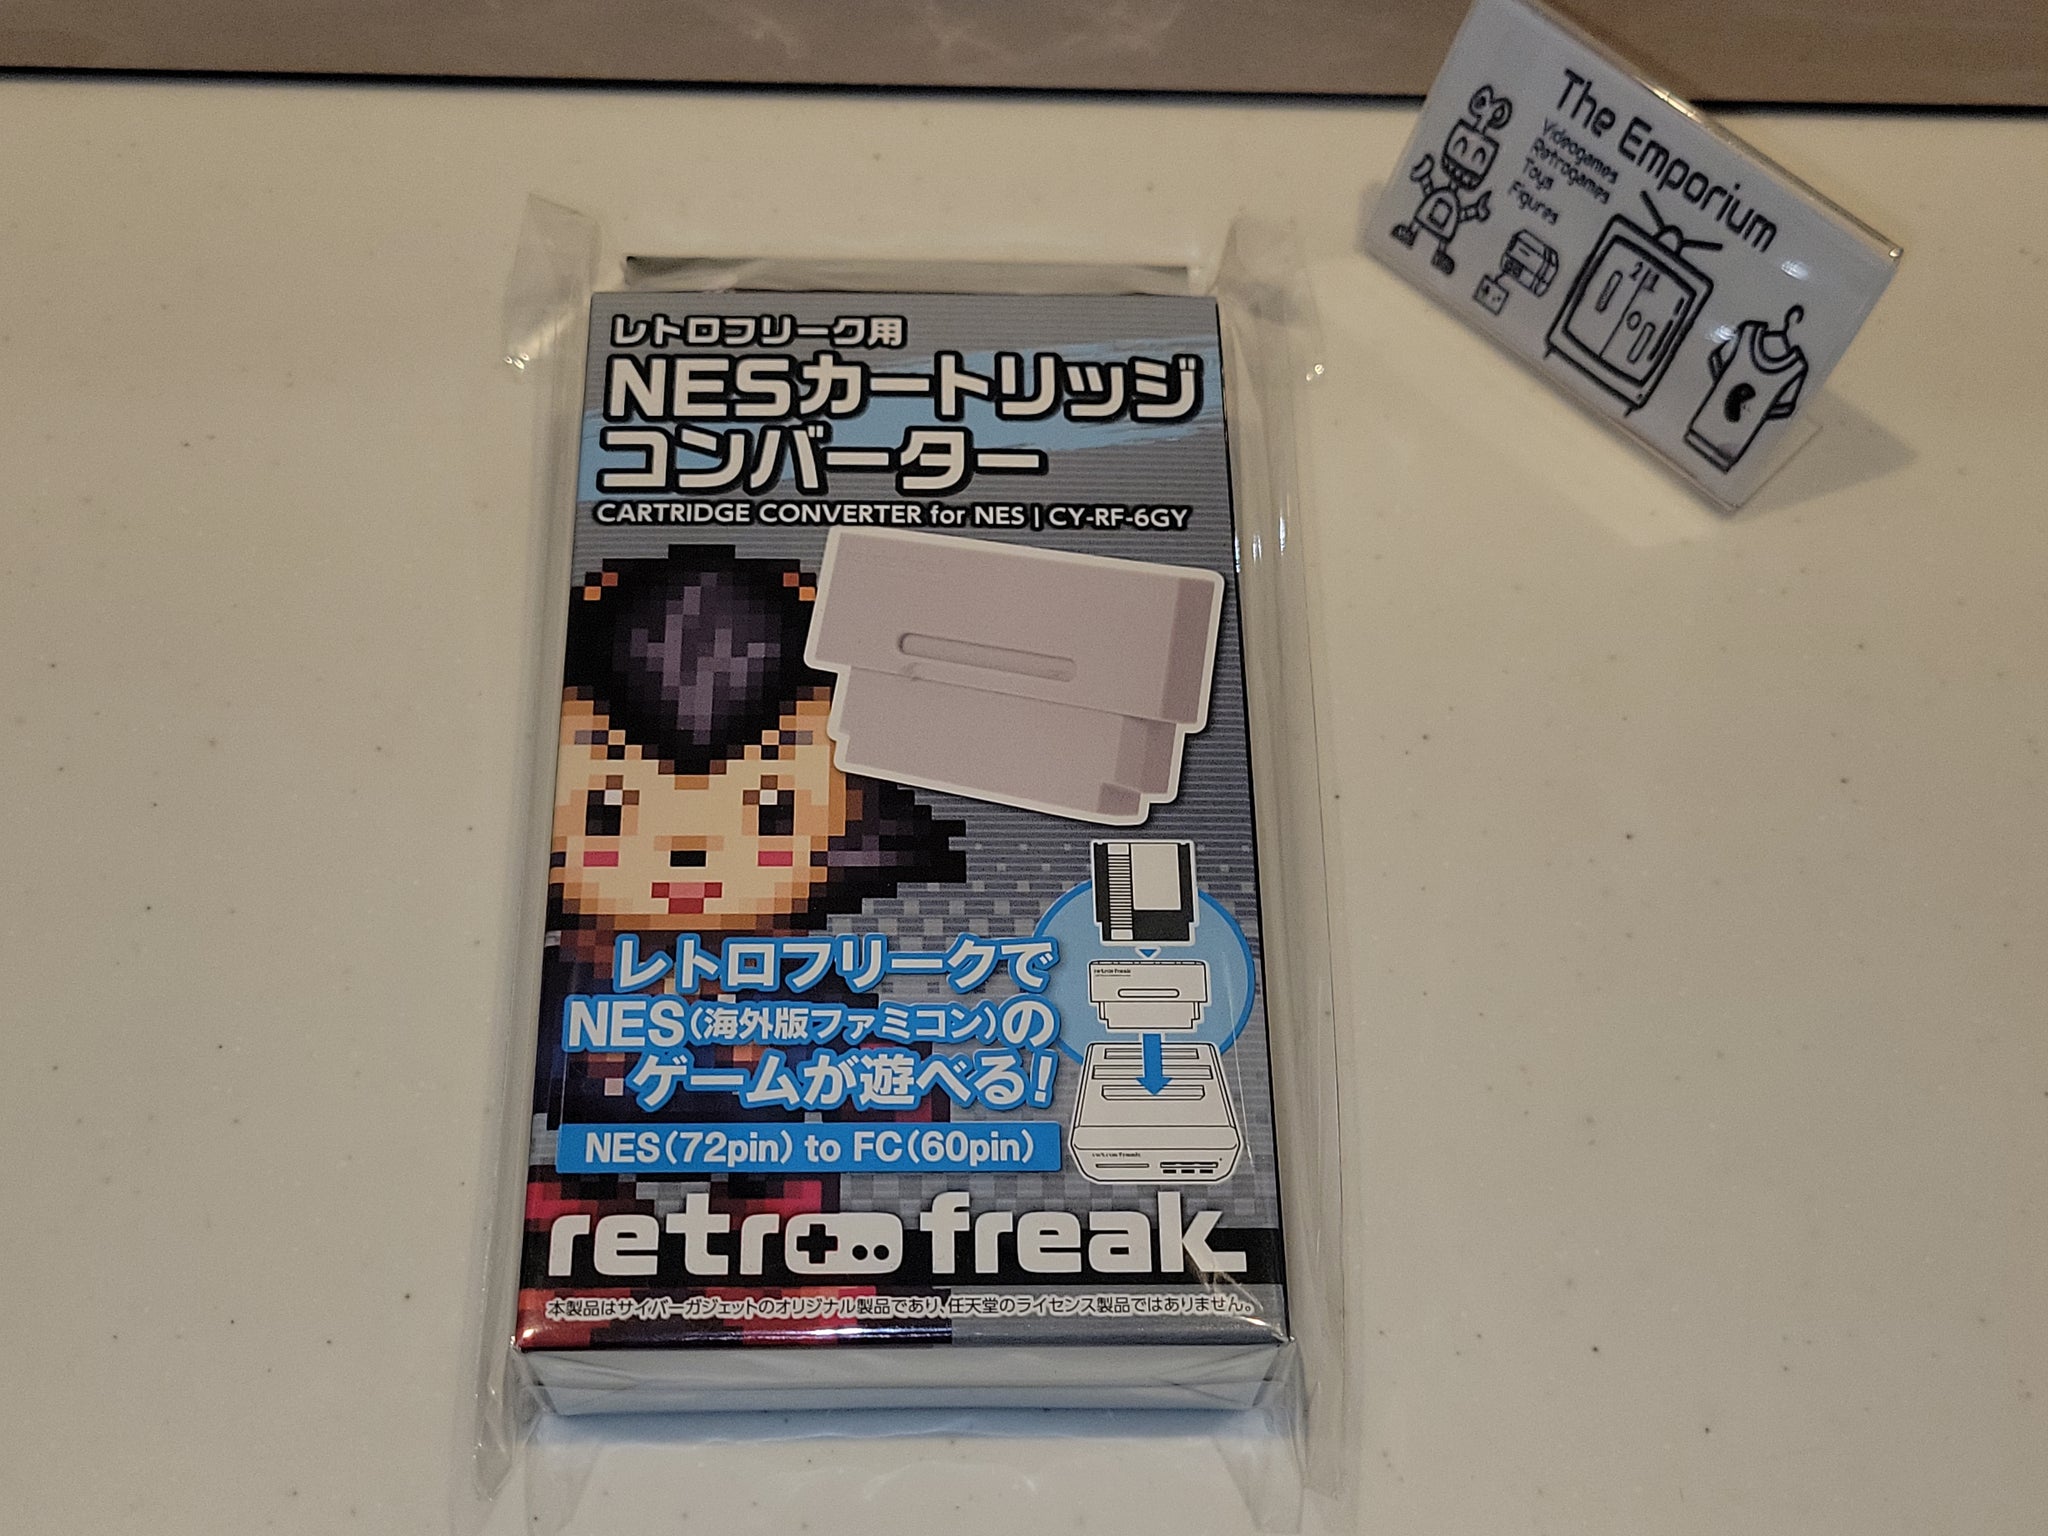 The Emporium
Videogames
Retrogames
Toys
Figures
レトロフリーク用
NESカートリッジ
コンバーター
CARTRIDGE CONVERTER for NES | CY-RF-6GY
レトロフリークで
NES(海外版ファミコン)の
ゲームが遊べる!
NES(72pin) to FC(60pin)
retro freak
retro freak
retro freak
本製品はサイバーガジェットのオリジナル製品であり、任天堂のライセンス製品ではありません。